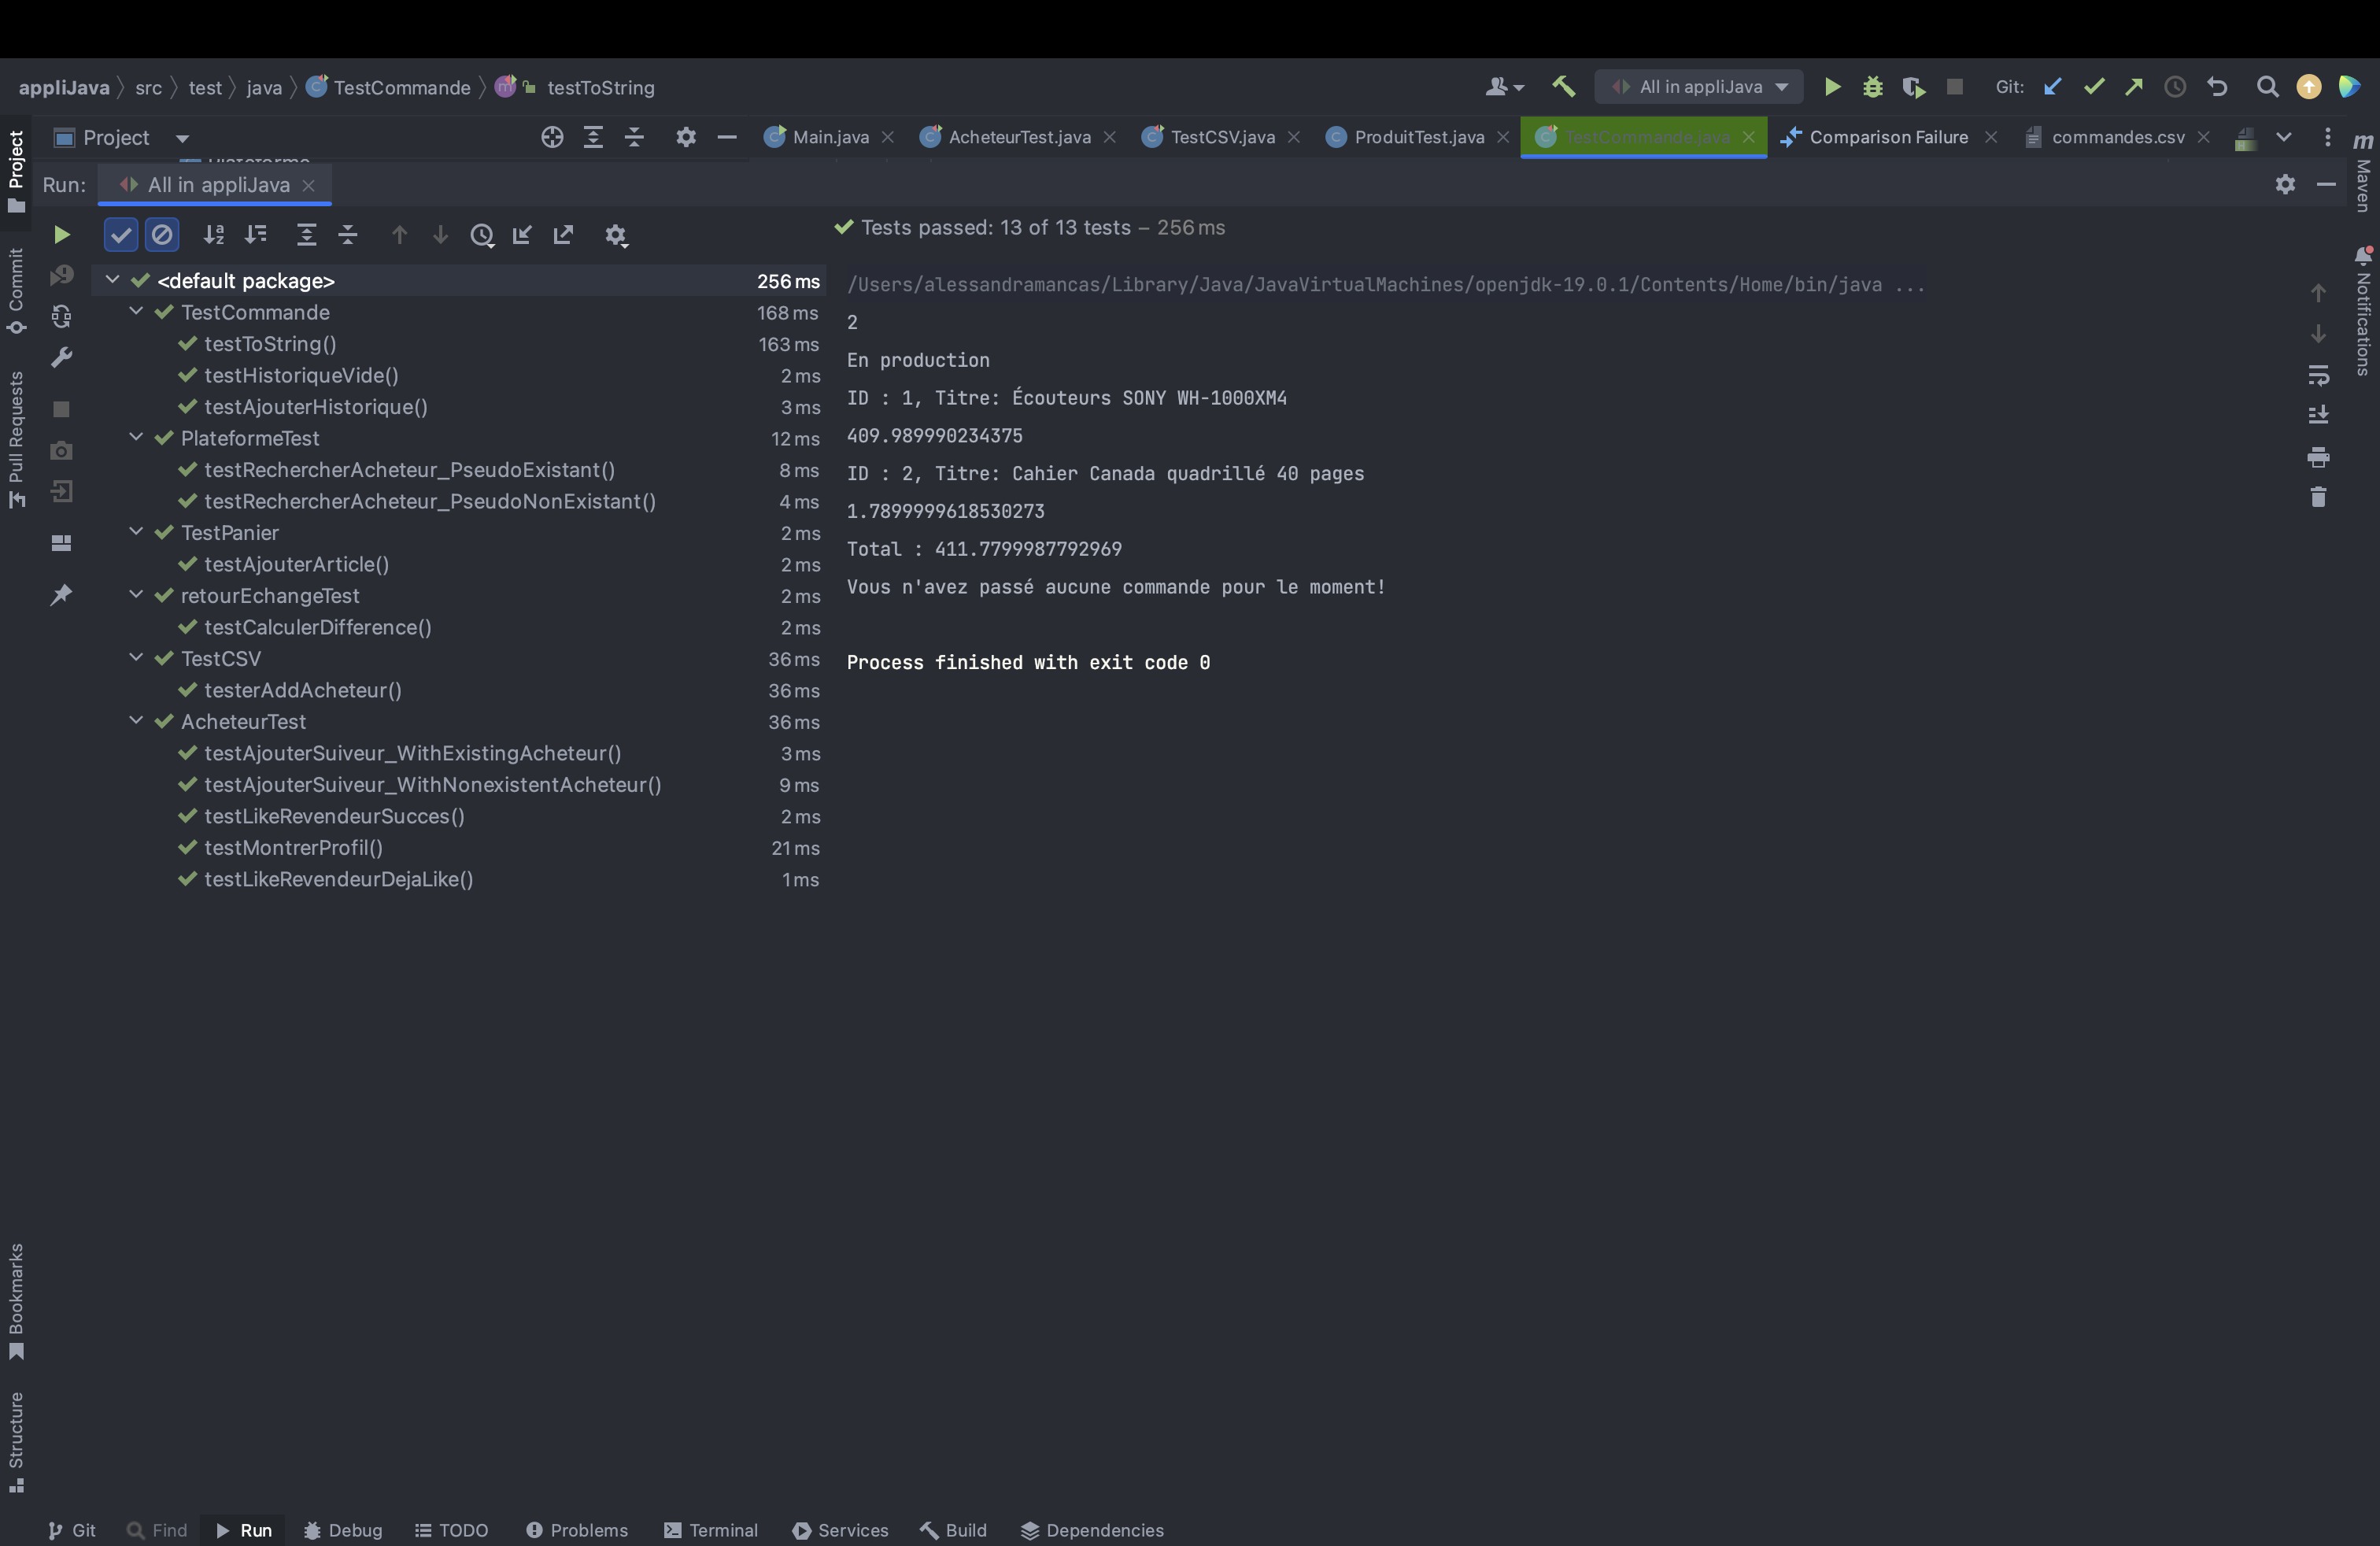 appliJava 〉 src 〉 test 〉 java 〉 TestCommande 〉 testToString
All in appliJava
Git:
Project
Main.java
AcheteurTest.java
TestCSV.java
ProduitTest.java
TestCommande.java
Comparison Failure
commandes.csv
Run: All in appliJava
Tests passed: 13 of 13 tests – 256 ms
<default package> 256 ms
TestCommande 168 ms
testToString() 163 ms
testHistoriqueVide() 2 ms
testAjouterHistorique() 3 ms
PlateformeTest 12 ms
testRechercherAcheteur_PseudoExistant() 8 ms
testRechercherAcheteur_PseudoNonExistant() 4 ms
TestPanier 2 ms
testAjouterArticle() 2 ms
retourEchangeTest 2 ms
testCalculerDifference() 2 ms
TestCSV 36 ms
testerAddAcheteur() 36 ms
AcheteurTest 36 ms
testAjouterSuiveur_WithExistingAcheteur() 3 ms
testAjouterSuiveur_WithNonexistentAcheteur() 9 ms
testLikeRevendeurSucces() 2 ms
testMontrerProfil() 21 ms
testLikeRevendeurDejaLike() 1 ms
/Users/alessandramancas/Library/Java/JavaVirtualMachines/openjdk-19.0.1/Contents/Home/bin/java ...
2
En production
ID : 1, Titre: Écouteurs SONY WH-1000XM4
409.989990234375
ID : 2, Titre: Cahier Canada quadrillé 40 pages
1.7899999618530273
Total : 411.7799987792969
Vous n'avez passé aucune commande pour le moment!
Process finished with exit code 0
Project
Commit
Pull Requests
Bookmarks
Structure
m
Maven
Notifications
Git
Find
Run
Debug
TODO
Problems
Terminal
Services
Build
Dependencies